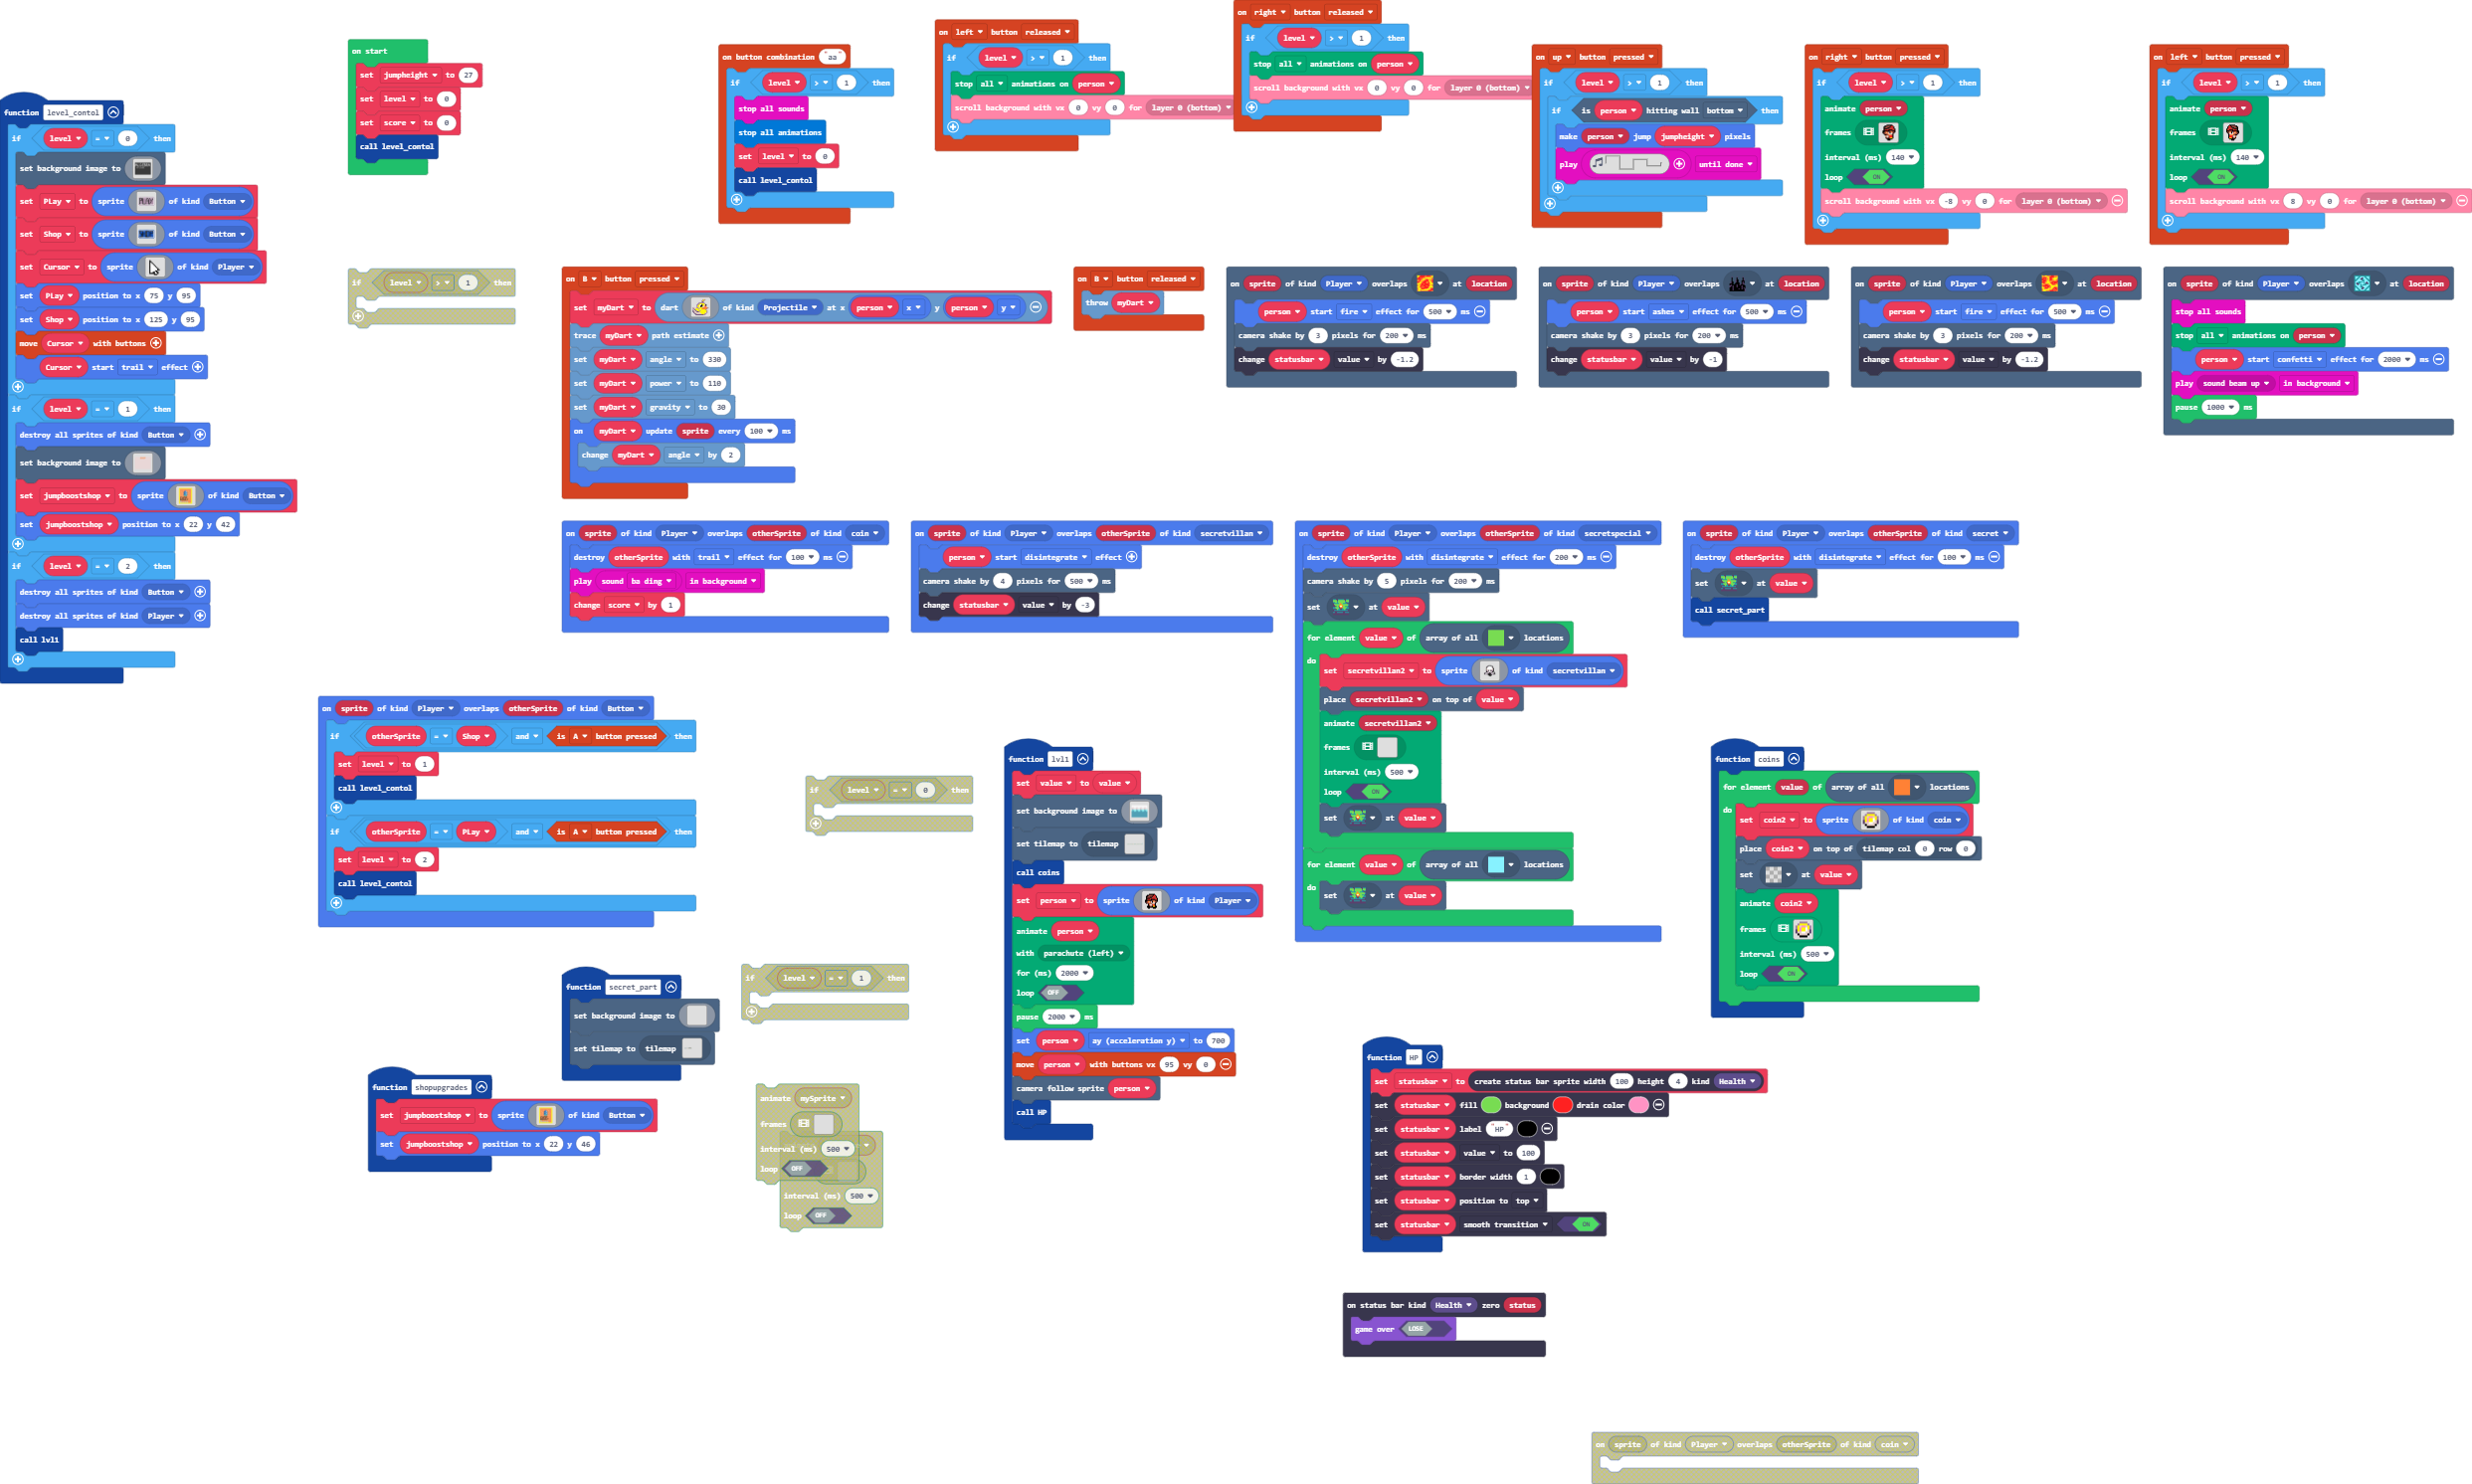 function level_contol
if level = 0 then
set background image to
set PLay to sprite of kind Button
set Shop to sprite of kind Button
set Cursor to sprite of kind Player
set PLay position to x 75 y 95
set Shop position to x 125 y 95
move Cursor with buttons
Cursor start trail effect
if level = 1 then
destroy all sprites of kind Button
set background image to
set jumpboostshop to sprite of kind Button
set jumpboostshop position to x 22 y 42
if level = 2 then
destroy all sprites of kind Button
destroy all sprites of kind Player
call lvl1
on start
set jumpheight to 27
set level to 0
set score to 0
call level_contol
on button combination "aa"
if level > 1 then
stop all sounds
stop all animations
set level to 0
call level_contol
on left button released
if level > 1 then
stop all animations on person
scroll background with vx 0 vy 0 for layer 0 (bottom)
on right button released
if level > 1 then
stop all animations on person
scroll background with vx 0 vy 0 for layer 0 (bottom)
on up button pressed
if level > 1 then
if is person hitting wall bottom then
make person jump jumpheight pixels
play until done
on right button pressed
if level > 1 then
animate person
frames
interval (ms) 140
loop ON
scroll background with vx -8 vy 0 for layer 0 (bottom)
on left button pressed
if level > 1 then
animate person
frames
interval (ms) 140
loop ON
scroll background with vx 8 vy 0 for layer 0 (bottom)
if level > 1 then
on B button pressed
set myDart to dart of kind Projectile at x person x y person y
trace myDart path estimate
set myDart angle to 330
set myDart power to 110
set myDart gravity to 30
on myDart update sprite every 100 ms
change myDart angle by 2
on B button released
throw myDart
on sprite of kind Player overlaps at location
person start fire effect for 500 ms
camera shake by 3 pixels for 200 ms
change statusbar value by -1.2
on sprite of kind Player overlaps at location
person start ashes effect for 500 ms
camera shake by 3 pixels for 200 ms
change statusbar value by -1
on sprite of kind Player overlaps at location
person start fire effect for 500 ms
camera shake by 3 pixels for 200 ms
change statusbar value by -1.2
on sprite of kind Player overlaps at location
stop all sounds
stop all animations on person
person start confetti effect for 2000 ms
play sound beam up in background
pause 1000 ms
on sprite of kind Player overlaps otherSprite of kind coin
destroy otherSprite with trail effect for 100 ms
play sound ba ding in background
change score by 1
on sprite of kind Player overlaps otherSprite of kind secretvillan
person start disintegrate effect
camera shake by 4 pixels for 500 ms
change statusbar value by -3
on sprite of kind Player overlaps otherSprite of kind secretspecial
destroy otherSprite with disintegrate effect for 200 ms
camera shake by 5 pixels for 200 ms
set at value
for element value of array of all locations
do
set secretvillan2 to sprite of kind secretvillan
place secretvillan2 on top of value
animate secretvillan2
frames
interval (ms) 500
loop ON
set at value
for element value of array of all locations
do
set at value
on sprite of kind Player overlaps otherSprite of kind secret
destroy otherSprite with disintegrate effect for 100 ms
set at value
call secret_part
on sprite of kind Player overlaps otherSprite of kind Button
if otherSprite = Shop and is A button pressed then
set level to 1
call level_contol
if otherSprite = PLay and is A button pressed then
set level to 2
call level_contol
if level = 0 then
function lvl1
set value to value
set background image to
set tilemap to tilemap
call coins
set person to sprite of kind Player
animate person
with parachute (left)
for (ms) 2000
loop OFF
pause 2000 ms
set person ay (acceleration y) to 700
move person with buttons vx 95 vy 0
camera follow sprite person
call HP
function coins
for element value of array of all locations
do
set coin2 to sprite of kind coin
place coin2 on top of tilemap col 0 row 0
set at value
animate coin2
frames
interval (ms) 500
loop ON
function secret_part
set background image to
set tilemap to tilemap
if level = 1 then
function shopupgrades
set jumpboostshop to sprite of kind Button
set jumpboostshop position to x 22 y 46
animate mySprite
frames
interval (ms) 500
loop OFF
interval (ms) 500
loop OFF
function HP
set statusbar to create status bar sprite width 100 height 4 kind Health
set statusbar fill background drain color
set statusbar label "HP"
set statusbar value to 100
set statusbar border width 1
set statusbar position to top
set statusbar smooth transition ON
on status bar kind Health zero status
game over LOSE
on sprite of kind Player overlaps otherSprite of kind coin